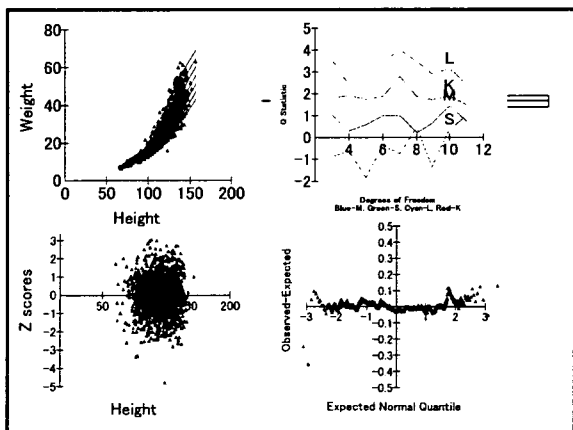 80
60
40
20
0
Weight
0 50 100 150 200
Height
5
4
3
2
1
0
-1
-2
Q Statistic
L
K
M
S
4 6 8 10 12
Degrees of Freedom
Blue-M, Green-S, Cyan-L, Red-K
3
2
1
0
-1
-2
-3
-4
-5
Z scores
50 200
Height
0.5
0.4
0.3
0.2
0.1
0
-0.1
-0.2
-0.3
-0.4
-0.5
Observed-Expected
-3 -2 -1 1 2 3
Expected Normal Quantile